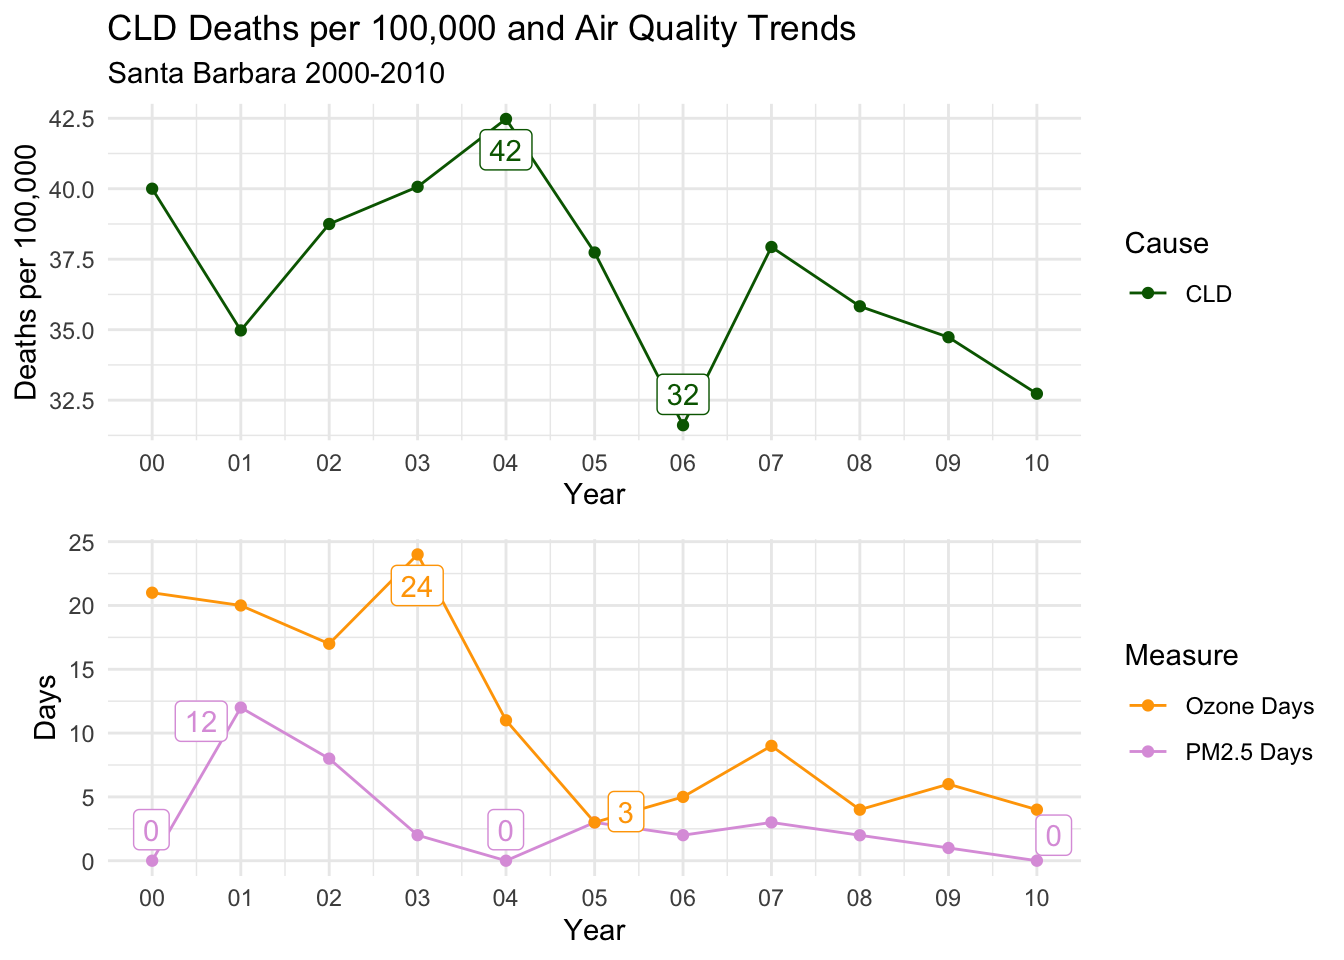 CLD Deaths per 100,000 and Air Quality Trends
Santa Barbara 2000-2010
Deaths per 100,000
42.5
40.0
37.5
35.0
32.5
42
32
00 01 02 03 04 05 06 07 08 09 10
Year
Cause
CLD
Days
25
20
15
10
5
0
24
12
0
0
3
0
00 01 02 03 04 05 06 07 08 09 10
Year
Measure
Ozone Days
PM2.5 Days